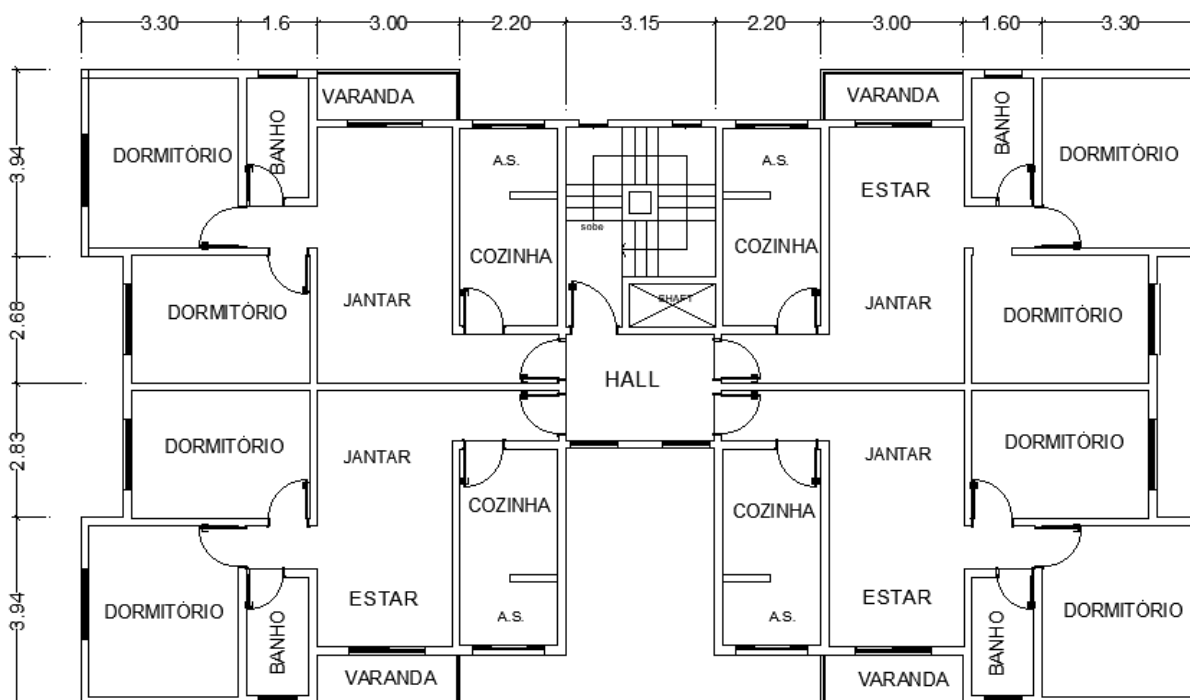 3.30 1.6 3.00 2.20 3.15 2.20 3.00 1.60 3.30
VARANDA VARANDA
BANHO BANHO
3.94
DORMITÓRIO A.S. A.S. DORMITÓRIO
ESTAR
sobe
COZINHA COZINHA
2.68
JANTAR SHAFT JANTAR
DORMITÓRIO DORMITÓRIO
HALL
2.83
DORMITÓRIO JANTAR JANTAR DORMITÓRIO
COZINHA COZINHA
3.94
DORMITÓRIO ESTAR ESTAR DORMITÓRIO
A.S. A.S.
BANHO BANHO
VARANDA VARANDA